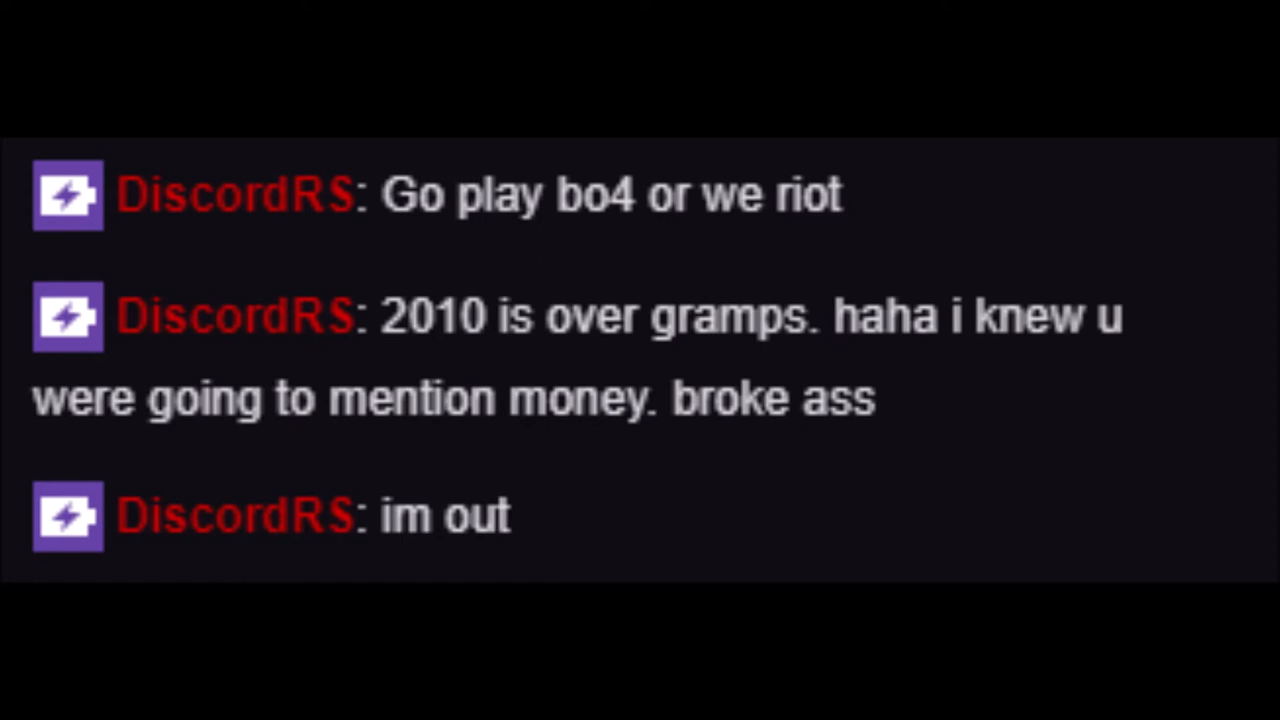 DiscordRS: Go play bo4 or we riot
DiscordRS: 2010 is over gramps. haha i knew u
were going to mention money. broke ass
DiscordRS: im out